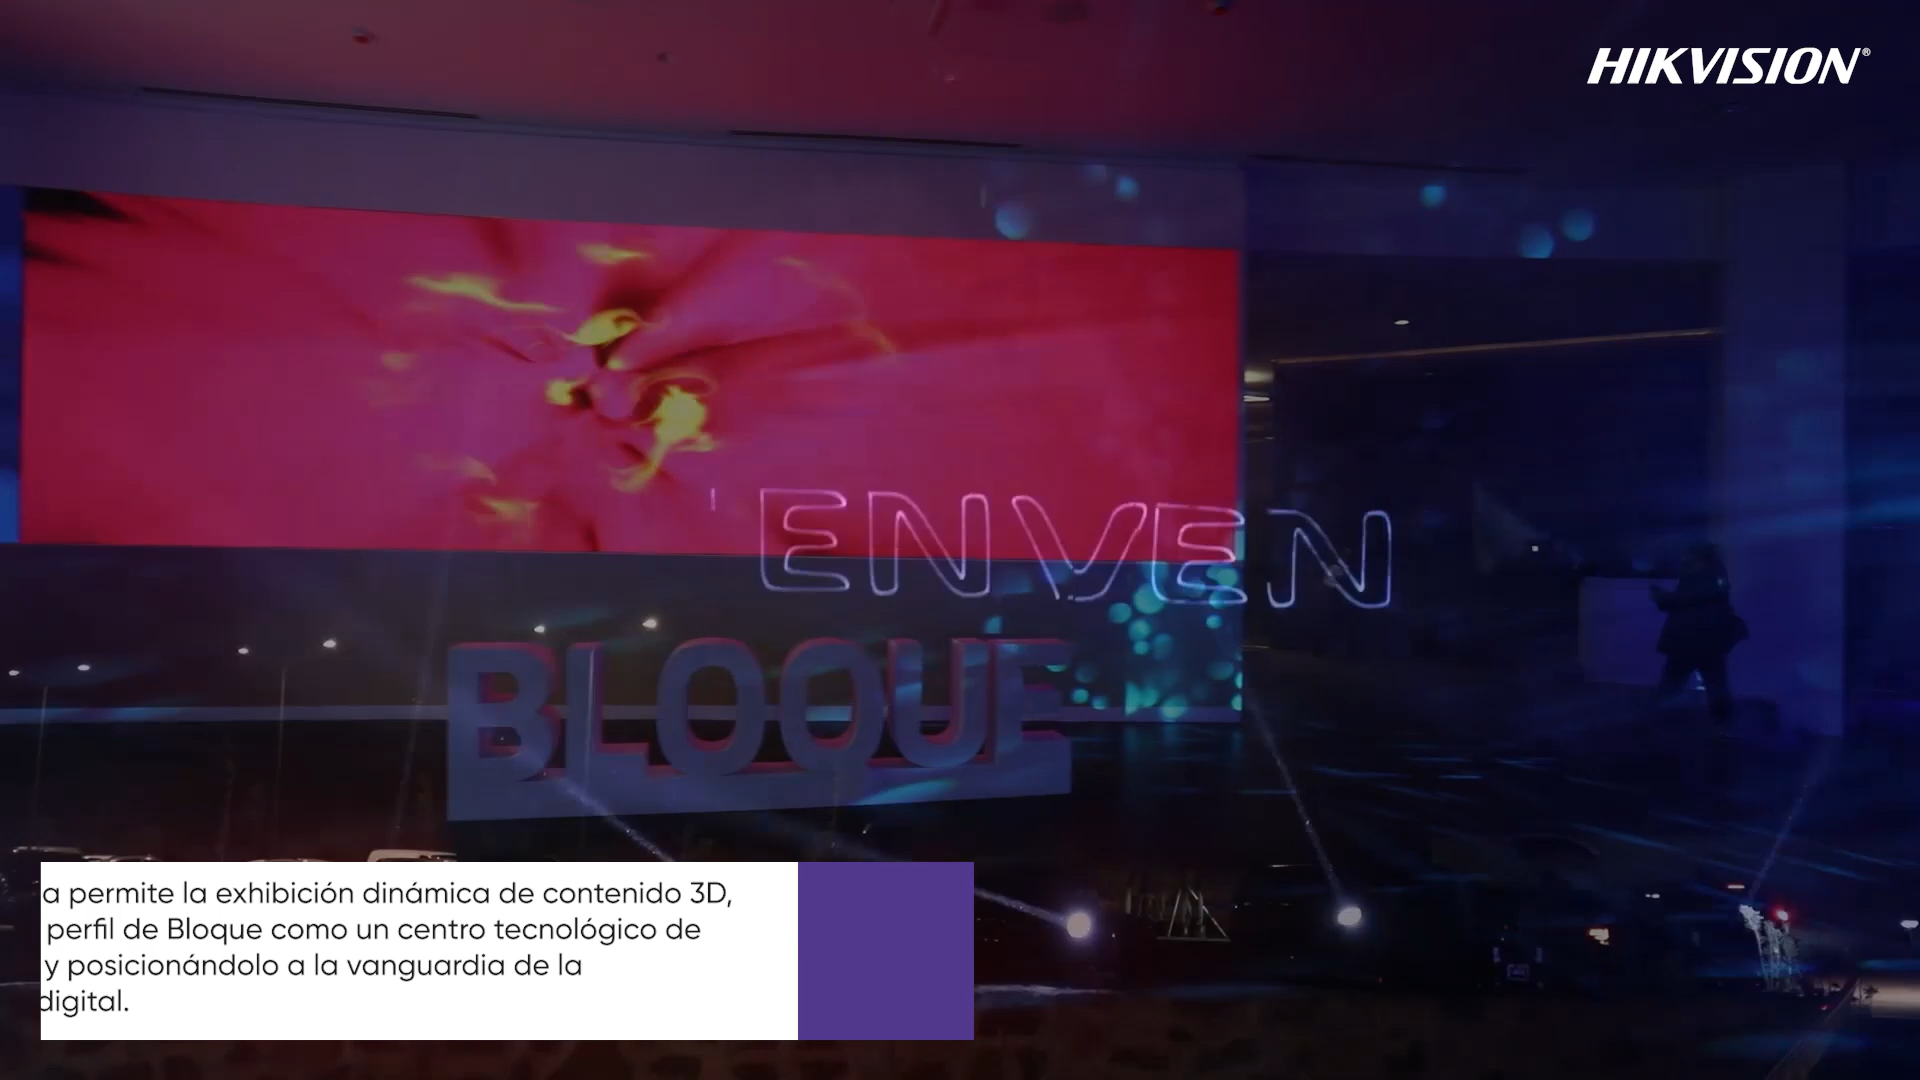 HIKVISION®
ENVEN
BLOQUE
a permite la exhibición dinámica de contenido 3D,
perfil de Bloque como un centro tecnológico de
y posicionándolo a la vanguardia de la
digital.